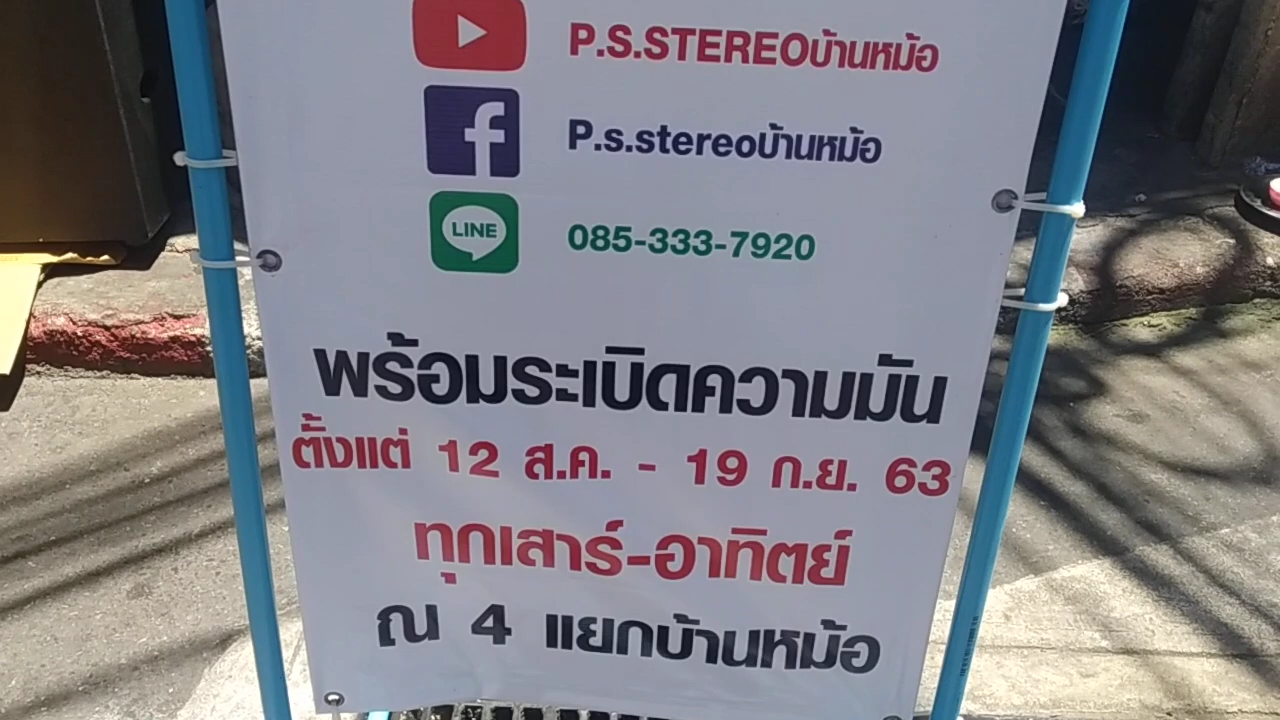 P.S.STEREOบ้านหม้อ
P.s.stereoบ้านหม้อ
LINE
085-333-7920
พร้อมระเบิดความมัน
ตั้งแต่ 12 ส.ค. - 19 ก.ย. 63
ทุกเสาร์-อาทิตย์
ณ 4 แยกบ้านหม้อ